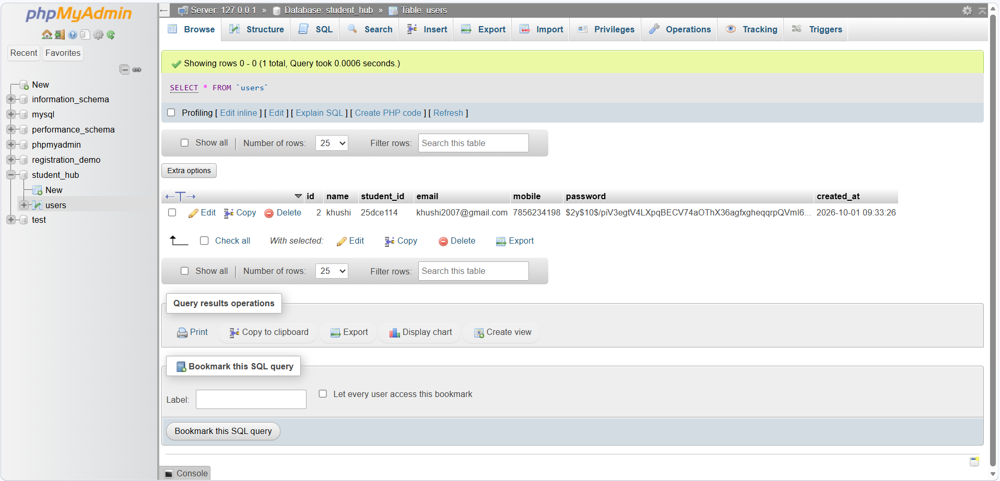 phpMyAdmin
Recent Favorites
New
information_schema
mysql
performance_schema
phpmyadmin
registration_demo
student_hub
New
users
test
Server: 127.0.0.1 » Database: student_hub » Table: users
Browse Structure SQL Search Insert Export Import Privileges Operations Tracking Triggers
Showing rows 0 - 0 (1 total, Query took 0.0006 seconds.)
SELECT * FROM `users`
Profiling [ Edit inline ] [ Edit ] [ Explain SQL ] [ Create PHP code ] [ Refresh ]
Show all Number of rows: 25 Filter rows: Search this table
Extra options
←T→ id name student_id email mobile password created_at
Edit Copy Delete 2 khushi 25dce114 khushi2007@gmail.com 7856234198 $2y$10$/piV3egtV4LXpqBECV74aOThX36agfxgheqqrpQVml6... 2026-10-01 09:33:26
Check all With selected: Edit Copy Delete Export
Show all Number of rows: 25 Filter rows: Search this table
Query results operations
Print Copy to clipboard Export Display chart Create view
Bookmark this SQL query
Label: Let every user access this bookmark
Bookmark this SQL query
Console